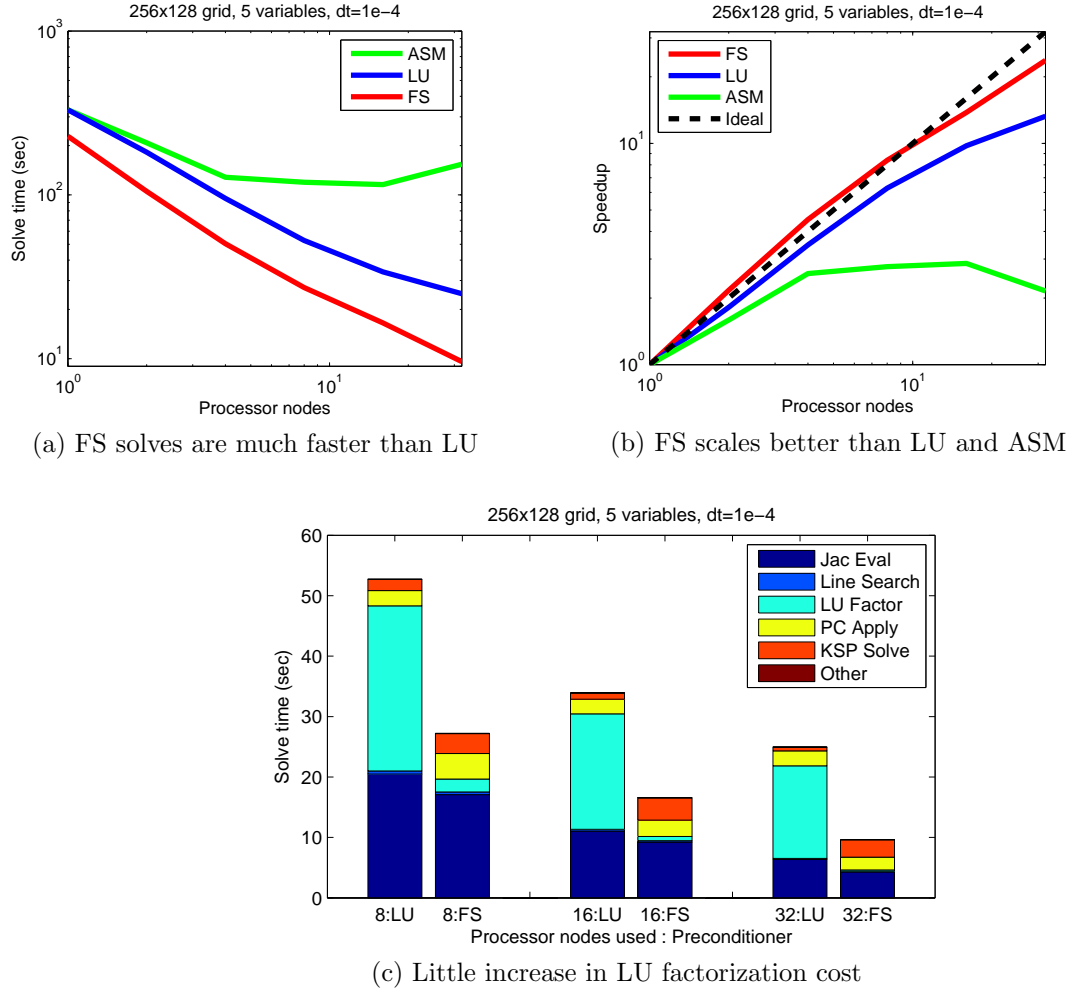 256x128 grid, 5 variables, dt=1e−4
10^3
10^2
10^1
Solve time (sec)
ASM
LU
FS
10^0
10^1
Processor nodes
(a) FS solves are much faster than LU
256x128 grid, 5 variables, dt=1e−4
10^1
10^0
Speedup
FS
LU
ASM
Ideal
10^0
10^1
Processor nodes
(b) FS scales better than LU and ASM
256x128 grid, 5 variables, dt=1e−4
60
50
40
30
20
10
0
Solve time (sec)
Jac Eval
Line Search
LU Factor
PC Apply
KSP Solve
Other
8:LU 8:FS 16:LU 16:FS 32:LU 32:FS
Processor nodes used : Preconditioner
(c) Little increase in LU factorization cost